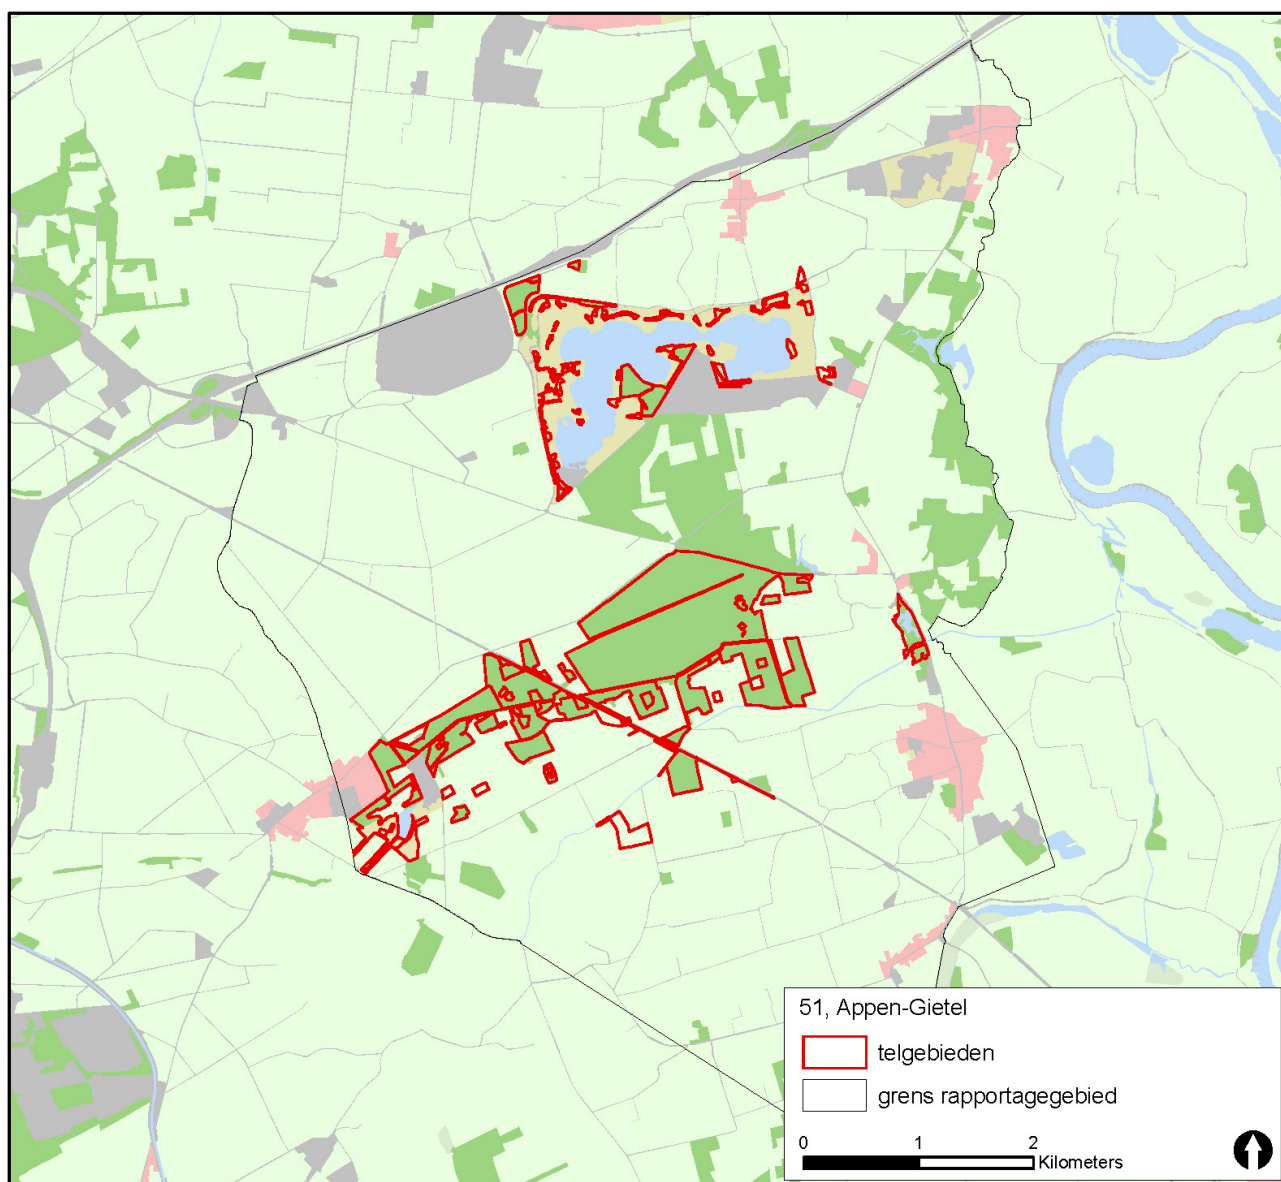 51, Appen-Gietel
telgebieden
grens rapportagegebied
0 1 2
Kilometers